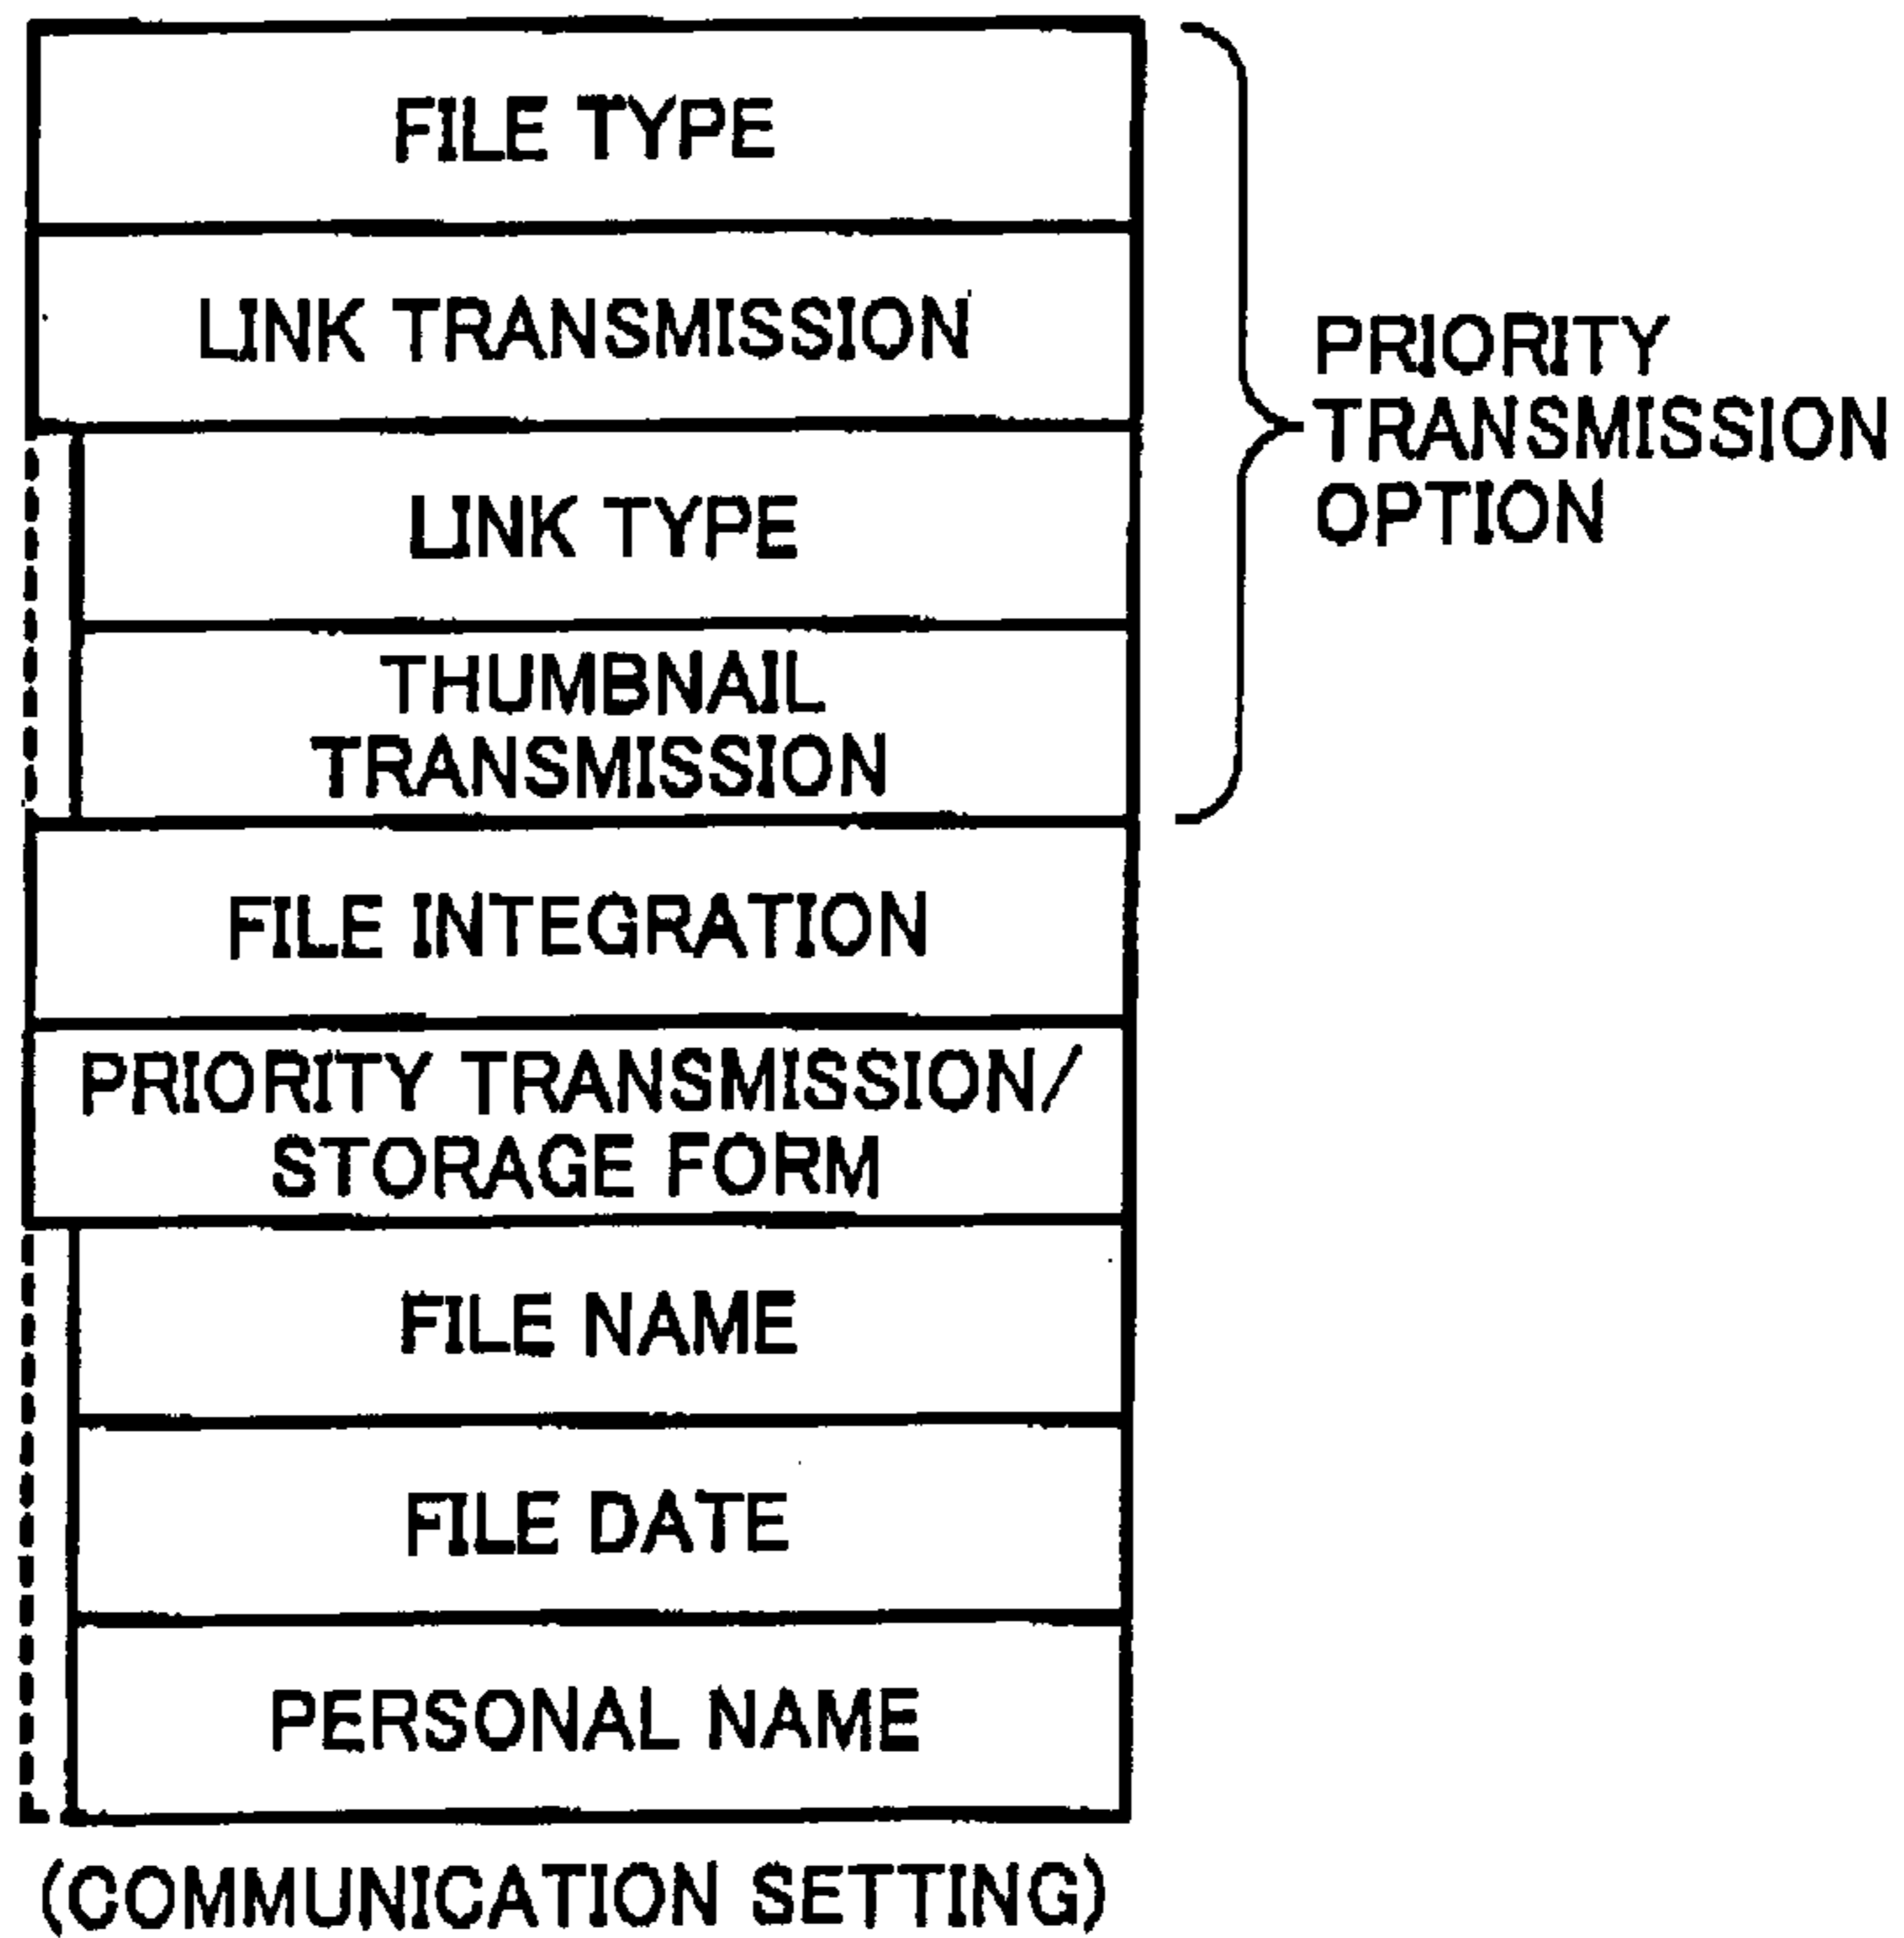 FILE TYPE
LINK TRANSMISSION
LINK TYPE
THUMBNAIL
TRANSMISSION
FILE INTEGRATION
PRIORITY TRANSMISSION/
STORAGE FORM
FILE NAME
FILE DATE
PERSONAL NAME
(COMMUNICATION SETTING)
PRIORITY
TRANSMISSION
OPTION